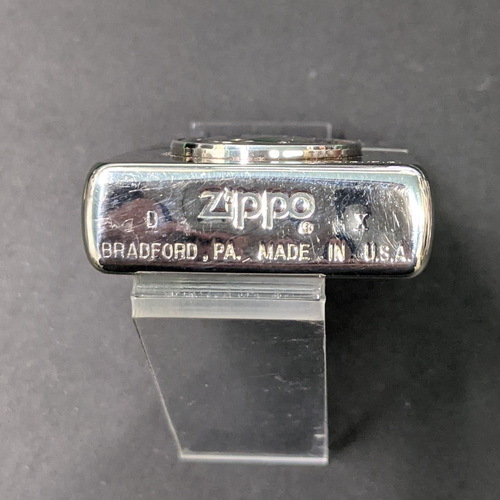 D Zippo ® X
BRADFORD, PA. MADE IN U.S.A.